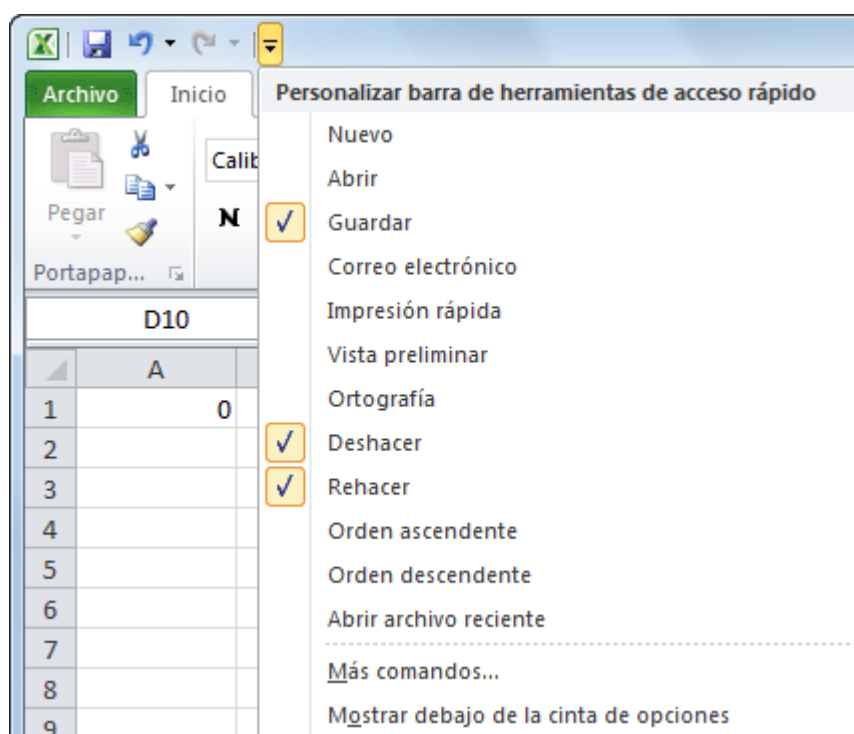 Archivo Inicio
Personalizar barra de herramientas de acceso rápido
Nuevo
Abrir
Guardar
Correo electrónico
Impresión rápida
Vista preliminar
Ortografía
Deshacer
Rehacer
Orden ascendente
Orden descendente
Abrir archivo reciente
Más comandos...
Mostrar debajo de la cinta de opciones
Calib
Pegar
N
Portapap...
D10
A
1 0
2
3
4
5
6
7
8
9